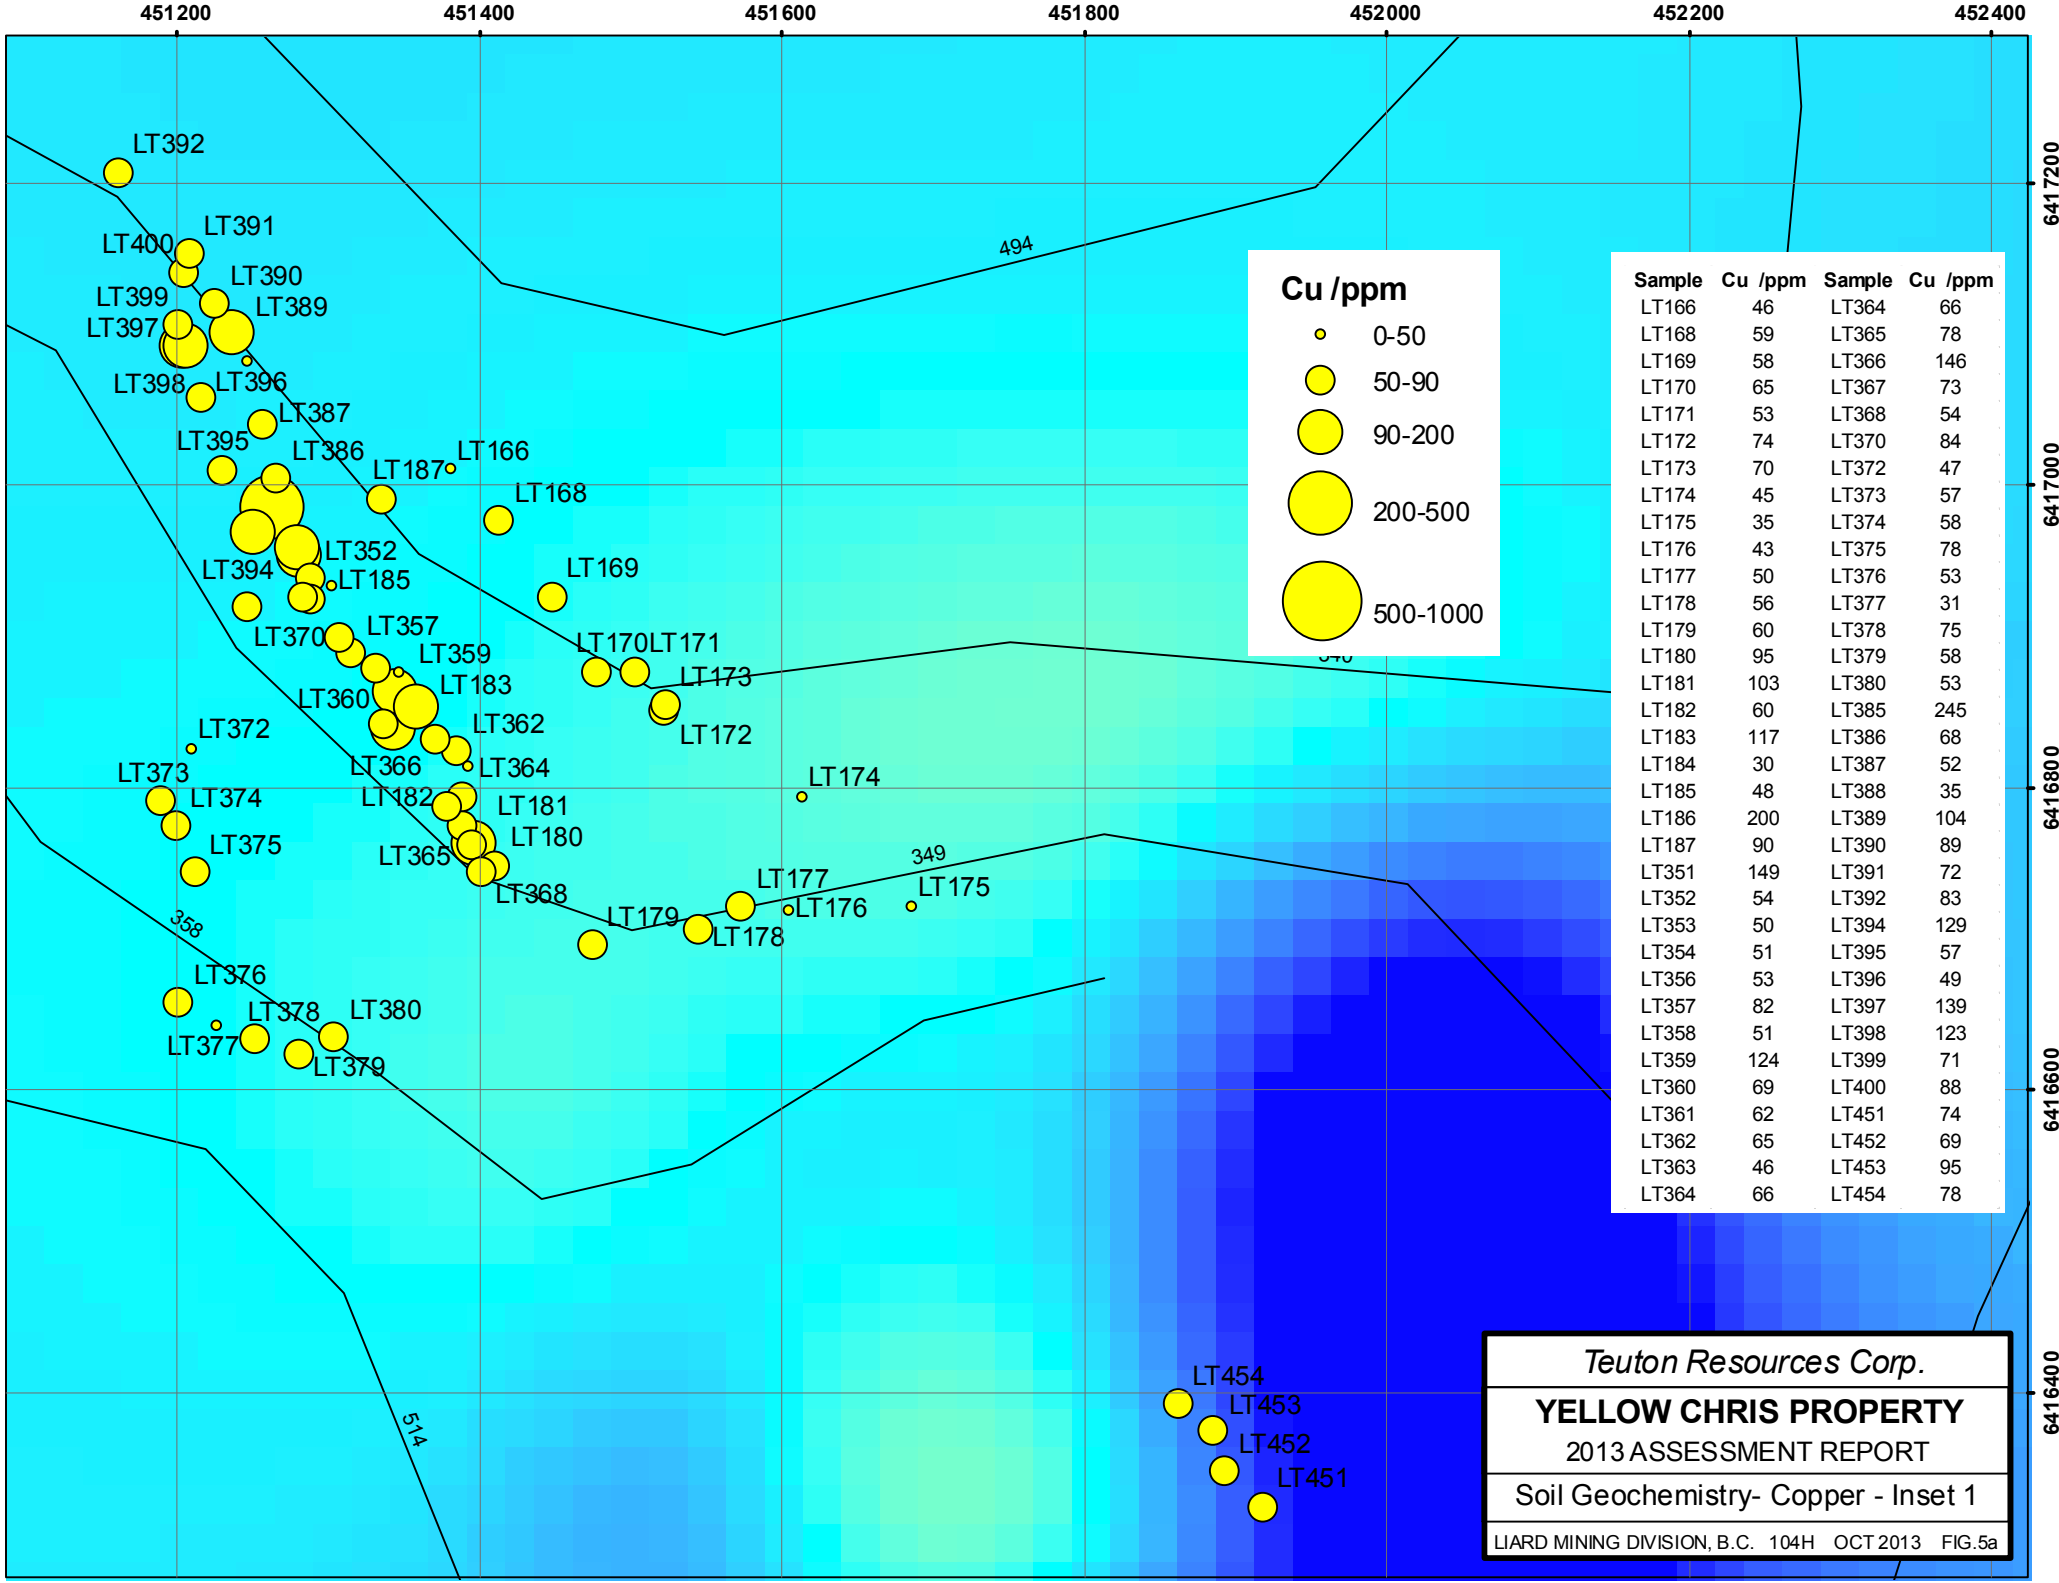 451200 451400 451600 451800 452000 452200 452400
6417200
6417000
6416800
6416600
6416400
LT392
LT391
LT400
LT390
LT399
LT389
LT397
LT398
LT396
LT387
LT395
LT386
LT187
LT166
LT168
LT352
LT394
LT185
LT169
LT370
LT357
LT359
LT170
LT171
LT173
LT360
LT183
LT362
LT172
LT372
LT366
LT364
LT373
LT374
LT182
LT181
LT174
LT180
LT375
LT365
LT368
LT177
LT175
LT179
LT176
LT178
LT376
LT378
LT380
LT377
LT379
LT454
LT453
LT452
LT451
494
349
358
514
Cu /ppm
0-50
50-90
90-200
200-500
500-1000
Sample Cu /ppm Sample Cu /ppm
LT166 46 LT364 66
LT168 59 LT365 78
LT169 58 LT366 146
LT170 65 LT367 73
LT171 53 LT368 54
LT172 74 LT370 84
LT173 70 LT372 47
LT174 45 LT373 57
LT175 35 LT374 58
LT176 43 LT375 78
LT177 50 LT376 53
LT178 56 LT377 31
LT179 60 LT378 75
LT180 95 LT379 58
LT181 103 LT380 53
LT182 60 LT385 245
LT183 117 LT386 68
LT184 30 LT387 52
LT185 48 LT388 35
LT186 200 LT389 104
LT187 90 LT390 89
LT351 149 LT391 72
LT352 54 LT392 83
LT353 50 LT394 129
LT354 51 LT395 57
LT356 53 LT396 49
LT357 82 LT397 139
LT358 51 LT398 123
LT359 124 LT399 71
LT360 69 LT400 88
LT361 62 LT451 74
LT362 65 LT452 69
LT363 46 LT453 95
LT364 66 LT454 78
Teuton Resources Corp.
YELLOW CHRIS PROPERTY
2013 ASSESSMENT REPORT
Soil Geochemistry- Copper - Inset 1
LIARD MINING DIVISION, B.C. 104H OCT 2013 FIG.5a